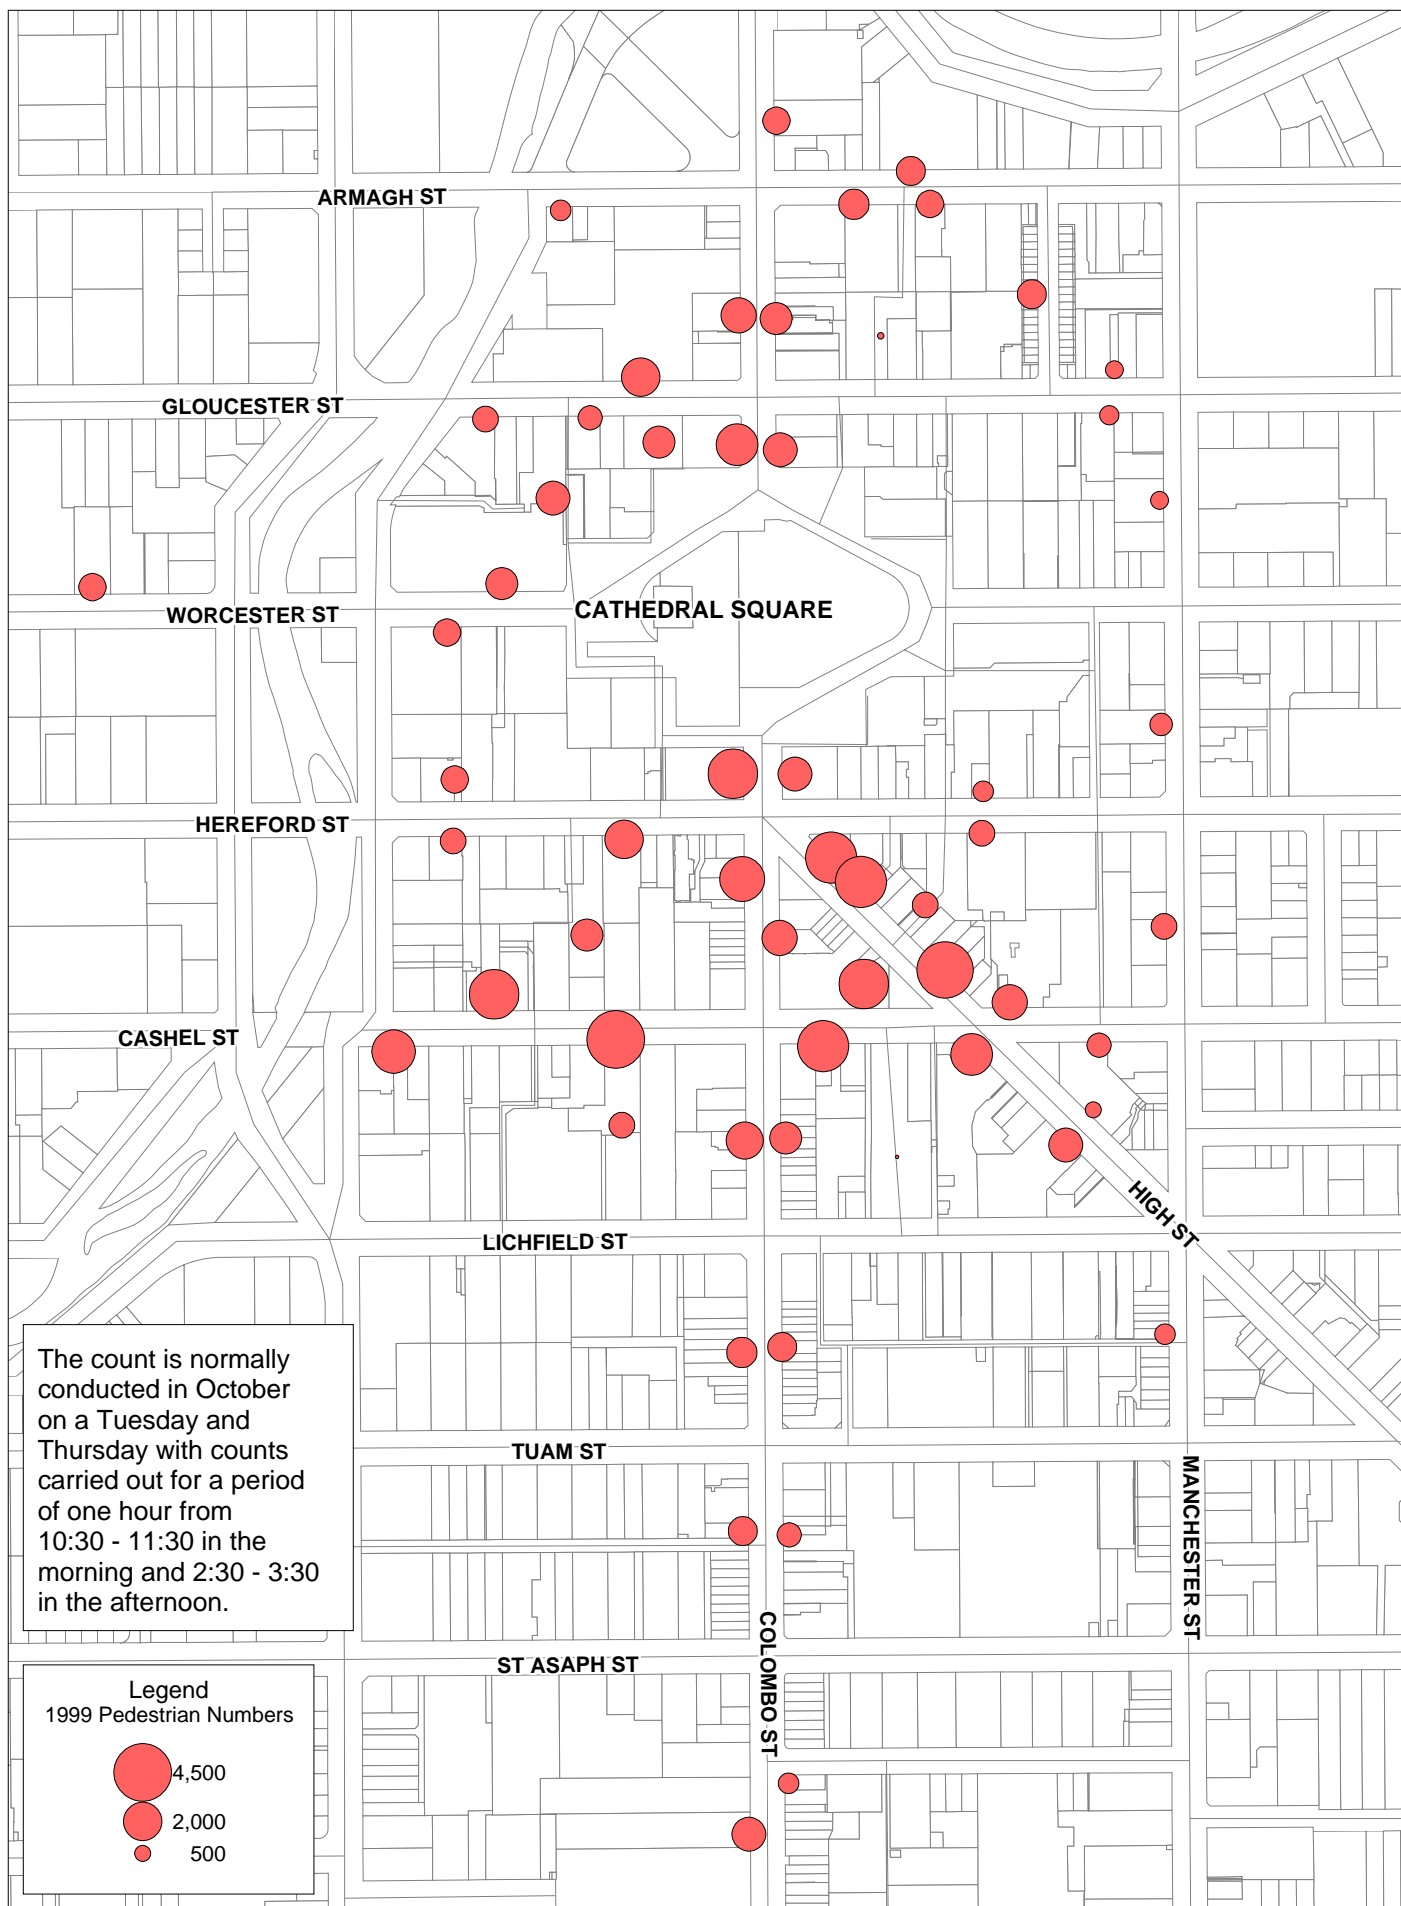 ARMAGH ST
GLOUCESTER ST
WORCESTER ST
CATHEDRAL SQUARE
HEREFORD ST
CASHEL ST
HIGH ST
LICHFIELD ST
The count is normally
conducted in October
on a Tuesday and
Thursday with counts
carried out for a period
of one hour from
10:30 - 11:30 in the
morning and 2:30 - 3:30
in the afternoon.
TUAM ST
MANCHESTER ST
COLOMBO ST
ST ASAPH ST
Legend
1999 Pedestrian Numbers
4,500
2,000
500